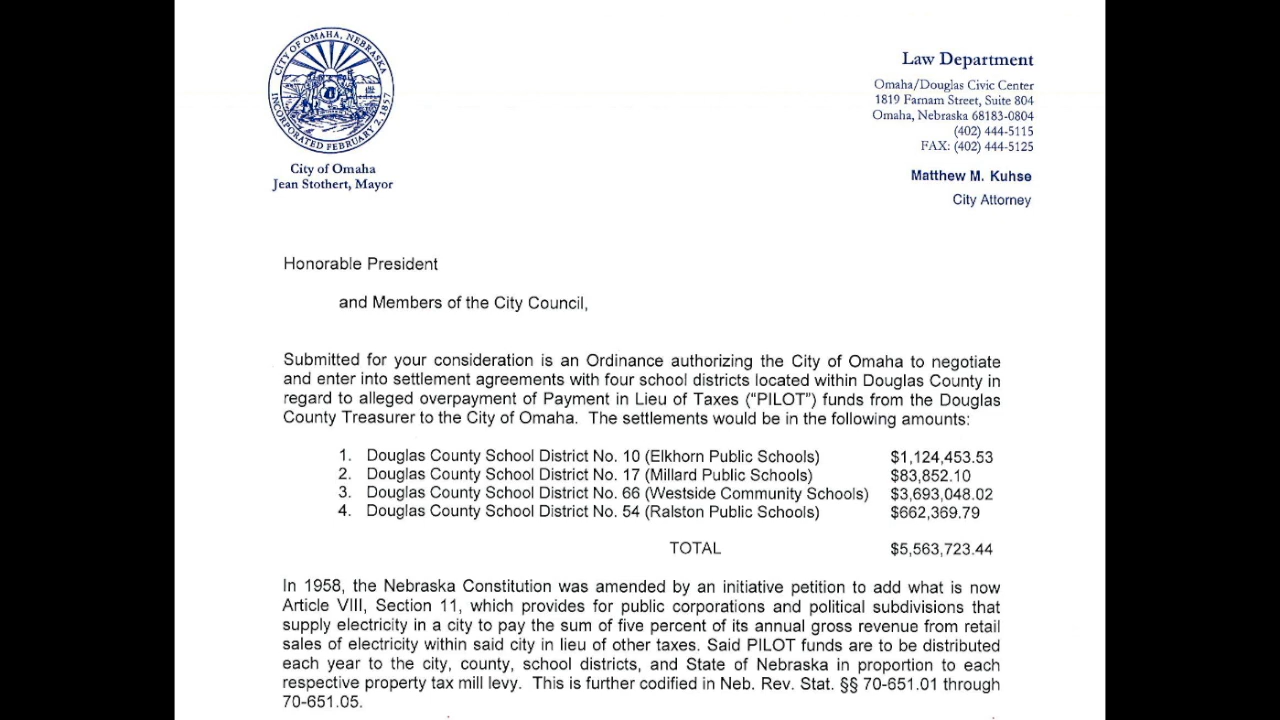 CITY OF OMAHA, NEBRASKA
INCORPORATED FEBRUARY 2, 1857
City of Omaha
Jean Stothert, Mayor
Law Department
Omaha/Douglas Civic Center
1819 Farnam Street, Suite 804
Omaha, Nebraska 68183-0804
(402) 444-5115
FAX: (402) 444-5125
Matthew M. Kuhse
City Attorney
Honorable President
and Members of the City Council,
Submitted for your consideration is an Ordinance authorizing the City of Omaha to negotiate
and enter into settlement agreements with four school districts located within Douglas County in
regard to alleged overpayment of Payment in Lieu of Taxes ("PILOT") funds from the Douglas
County Treasurer to the City of Omaha. The settlements would be in the following amounts:
1. Douglas County School District No. 10 (Elkhorn Public Schools) $1,124,453.53
2. Douglas County School District No. 17 (Millard Public Schools) $83,852.10
3. Douglas County School District No. 66 (Westside Community Schools) $3,693,048.02
4. Douglas County School District No. 54 (Ralston Public Schools) $662,369.79
TOTAL $5,563,723.44
In 1958, the Nebraska Constitution was amended by an initiative petition to add what is now
Article VIII, Section 11, which provides for public corporations and political subdivisions that
supply electricity in a city to pay the sum of five percent of its annual gross revenue from retail
sales of electricity within said city in lieu of other taxes. Said PILOT funds are to be distributed
each year to the city, county, school districts, and State of Nebraska in proportion to each
respective property tax mill levy. This is further codified in Neb. Rev. Stat. §§ 70-651.01 through
70-651.05.